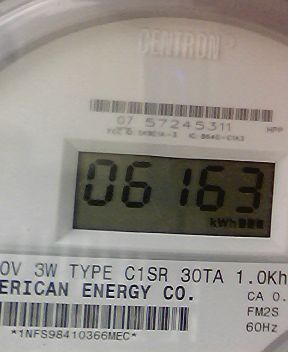 CENTRON
07 57245311 HPP
06163
kWh
0V 3W TYPE C1SR 30TA 1.0Kh
ERICAN ENERGY CO. CA 0.
FM2S
*1NFS98410366MEC* 60Hz